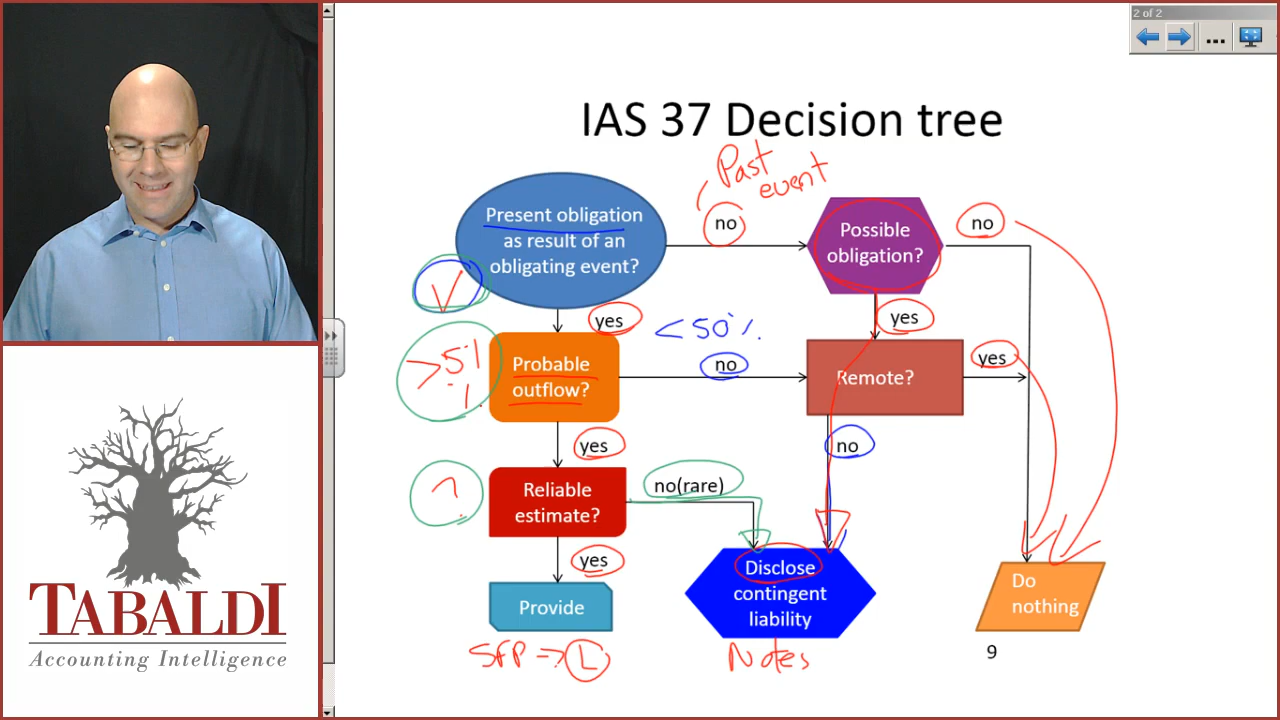 2 of 2
...
IAS 37 Decision tree
Past
event
Present obligation
as result of an
obligating event?
no
Possible
obligation?
no
yes
<50%
yes
>51
%
Probable
outflow?
no
Remote?
yes
yes
no
?
Reliable
estimate?
no(rare)
yes
Provide
Disclose
contingent
liability
Do
nothing
SFP → L
Notes
9
TABALDI
Accounting Intelligence